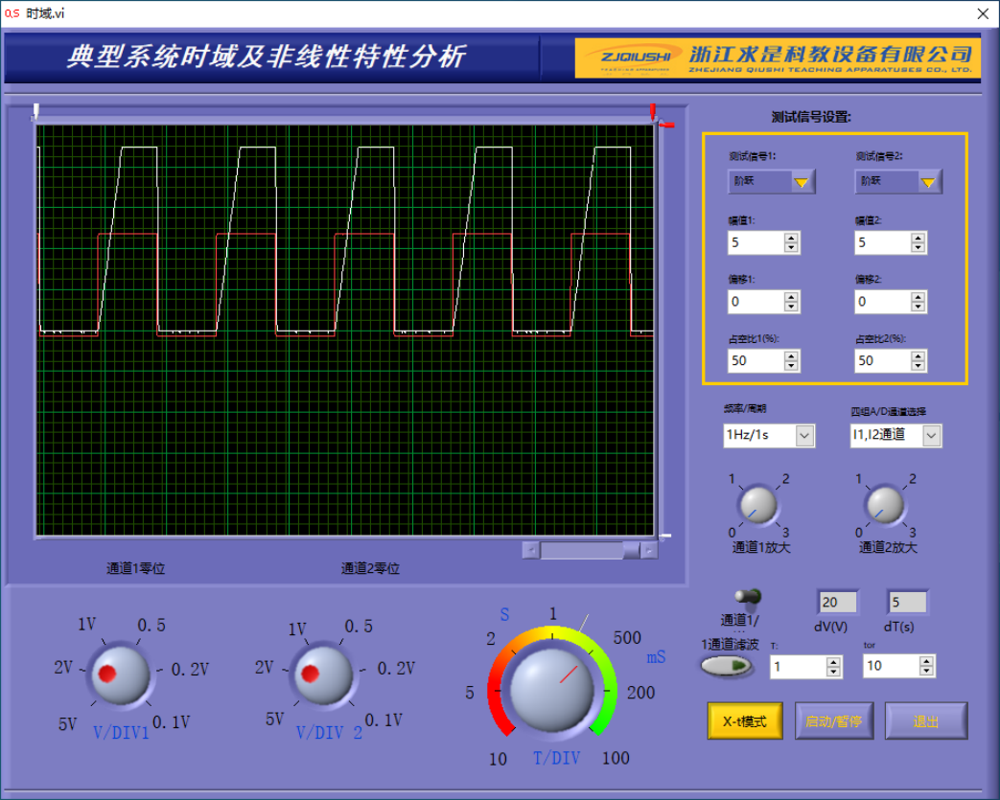 时域.vi
典型系统时域及非线性特性分析
ZJQIUSHI
浙江求是科教设备有限公司
ZHEJIANG QIUSHI TEACHING APPARATUSES CO., LTD.
测试信号设置:
测试信号1: 测试信号2:
阶跃 阶跃
幅值1: 幅值2:
5 5
偏移1: 偏移2:
0 0
占空比1(%): 占空比2(%):
50 50
频率/周期 四组A/D通道选择
1Hz/1s I1,I2通道
1 2 1 2
0 3 0 3
通道1放大 通道2放大
通道1零位 通道2零位
20 5
通道1/ dV(V) dT(s)
1通道滤波 T: tor
1 10
X-t模式 启动/暂停 退出
1V 0.5
2V 0.2V
5V 0.1V
V/DIV1
1V 0.5
2V 0.2V
5V 0.1V
V/DIV 2
S 1
2 500
mS
5 200
10 100
T/DIV